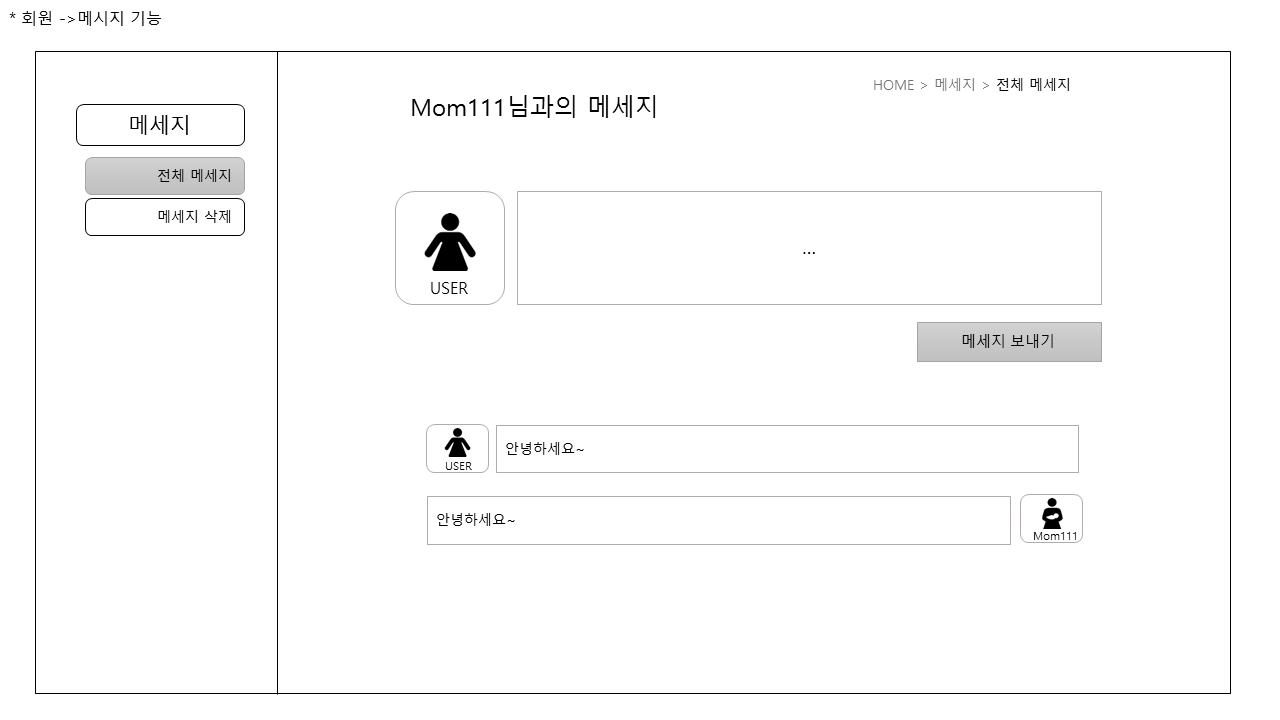 * 회원 ->메시지 기능
HOME > 메세지 > 전체 메세지
Mom111님과의 메세지
메세지
전체 메세지
메세지 삭제
...
USER
메세지 보내기
안녕하세요~
USER
안녕하세요~
Mom111